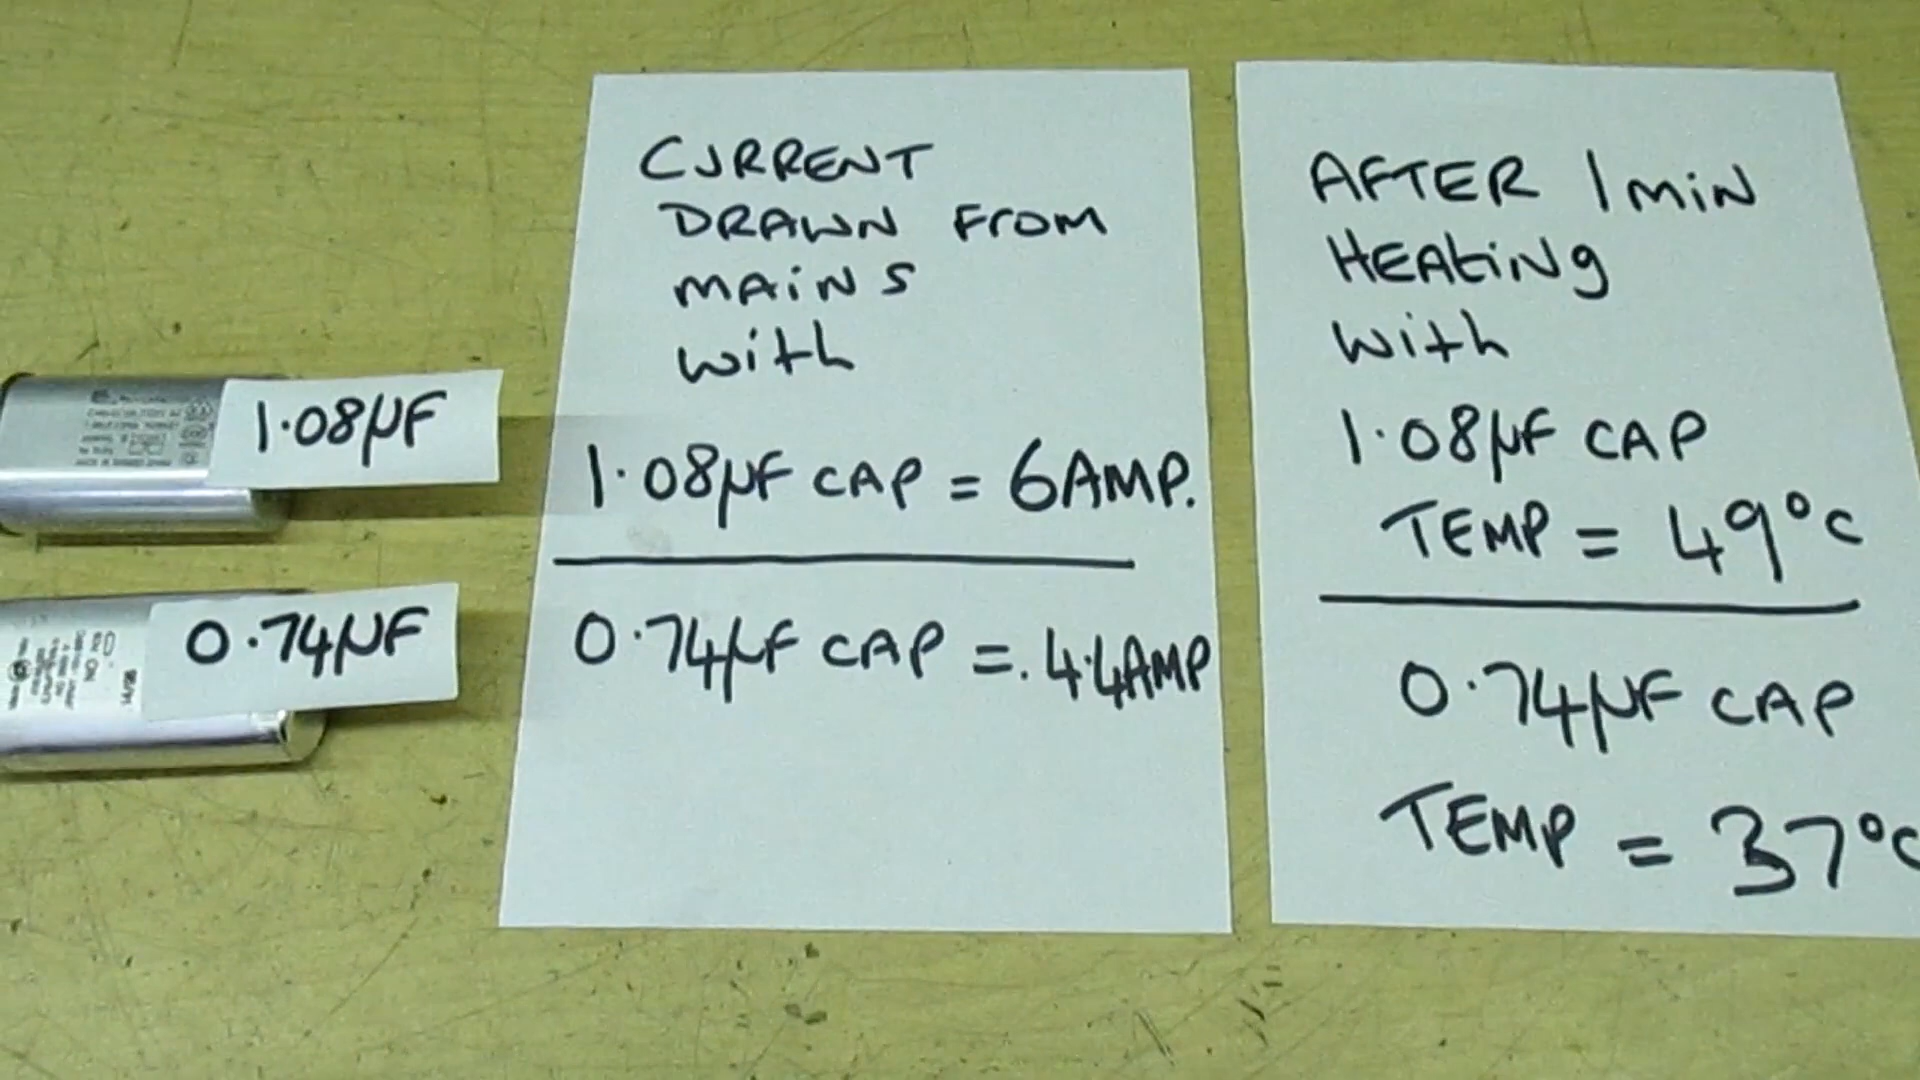 1.08µF
0.74µF
CURRENT
DRAWN FROM
MAINS
with
1.08µF CAP = 6AMP.
0.74µF CAP =. 4.4AMP
AFTER 1 MIN
HEATING
with
1.08µF CAP
TEMP = 49°C
0.74µF CAP
TEMP = 37°C